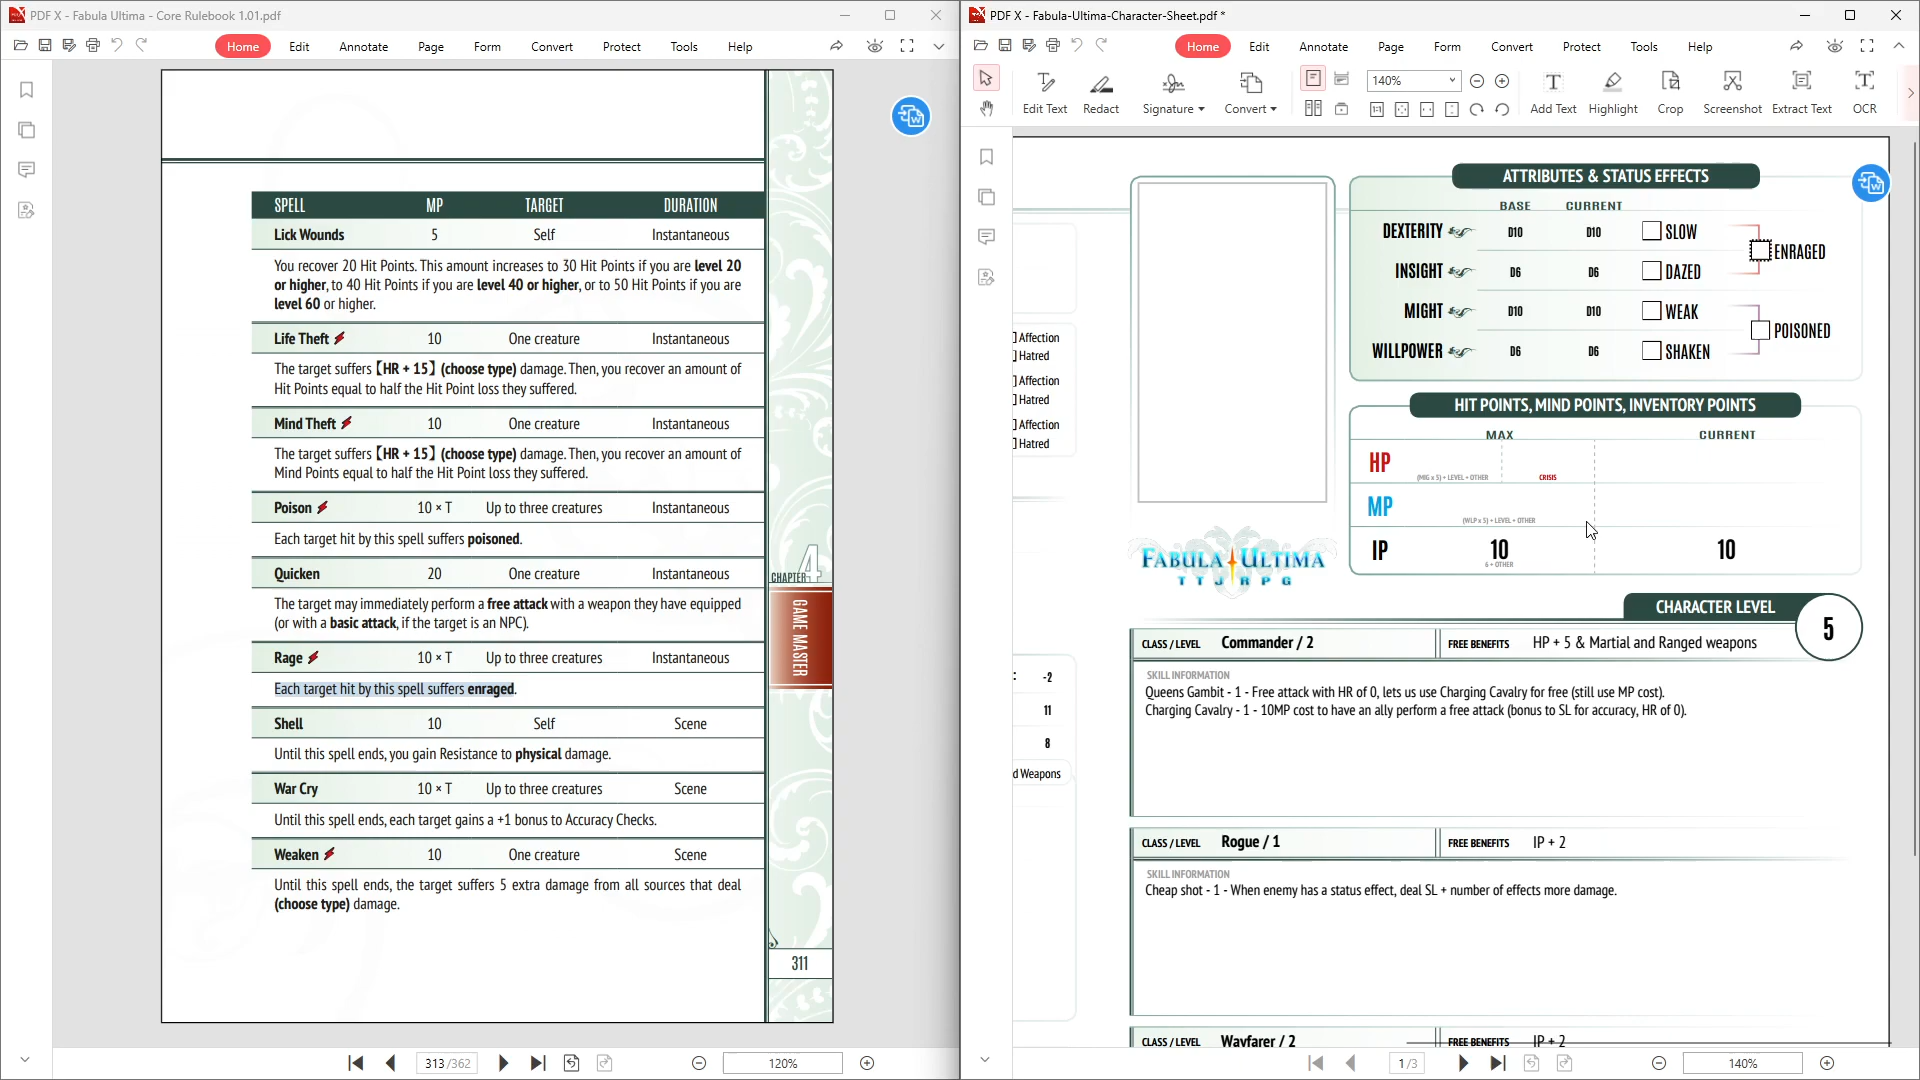 PDF X - Fabula Ultima - Core Rulebook 1.01.pdf
Home Edit Annotate Page Form Convert Protect Tools Help
SPELL MP TARGET DURATION
Lick Wounds 5 Self Instantaneous
You recover 20 Hit Points. This amount increases to 30 Hit Points if you are level 20
or higher, to 40 Hit Points if you are level 40 or higher, or to 50 Hit Points if you are
level 60 or higher.
Life Theft 10 One creature Instantaneous
The target suffers【HR + 15】(choose type) damage. Then, you recover an amount of
Hit Points equal to half the Hit Point loss they suffered.
Mind Theft 10 One creature Instantaneous
The target suffers【HR + 15】(choose type) damage. Then, you recover an amount of
Mind Points equal to half the Hit Point loss they suffered.
Poison 10 × T Up to three creatures Instantaneous
Each target hit by this spell suffers poisoned.
Quicken 20 One creature Instantaneous
The target may immediately perform a free attack with a weapon they have equipped
(or with a basic attack, if the target is an NPC).
Rage 10 × T Up to three creatures Instantaneous
Each target hit by this spell suffers enraged.
Shell 10 Self Scene
Until this spell ends, you gain Resistance to physical damage.
War Cry 10 × T Up to three creatures Scene
Until this spell ends, each target gains a +1 bonus to Accuracy Checks.
Weaken 10 One creature Scene
Until this spell ends, the target suffers 5 extra damage from all sources that deal
(choose type) damage.
CHAPTER 4
GAME MASTER
311
313 /362
120%
PDF X - Fabula-Ultima-Character-Sheet.pdf *
Home Edit Annotate Page Form Convert Protect Tools Help
140%
Edit Text Redact Signature Convert Add Text Highlight Crop Screenshot Extract Text OCR
Affection
Hatred
Affection
Hatred
Affection
Hatred
: -2
11
8
d Weapons
FABULA ULTIMA
TTJRPG
ATTRIBUTES & STATUS EFFECTS
BASE CURRENT
DEXTERITY D10 D10 SLOW
ENRAGED
INSIGHT D6 D6 DAZED
MIGHT D10 D10 WEAK
POISONED
WILLPOWER D6 D6 SHAKEN
HIT POINTS, MIND POINTS, INVENTORY POINTS
MAX CURRENT
HP (MIG x 5) + LEVEL + OTHER CRISIS
MP (WLP x 5) + LEVEL + OTHER
IP 10 10
6 + OTHER
CHARACTER LEVEL 5
CLASS / LEVEL Commander / 2 FREE BENEFITS HP + 5 & Martial and Ranged weapons
SKILL INFORMATION
Queens Gambit - 1 - Free attack with HR of 0, lets us use Charging Cavalry for free (still use MP cost).
Charging Cavalry - 1 - 10MP cost to have an ally perform a free attack (bonus to SL for accuracy, HR of 0).
CLASS / LEVEL Rogue / 1 FREE BENEFITS IP + 2
SKILL INFORMATION
Cheap shot - 1 - When enemy has a status effect, deal SL + number of effects more damage.
CLASS / LEVEL Wayfarer / 2 FREE BENEFITS IP + 2
1 /3
140%